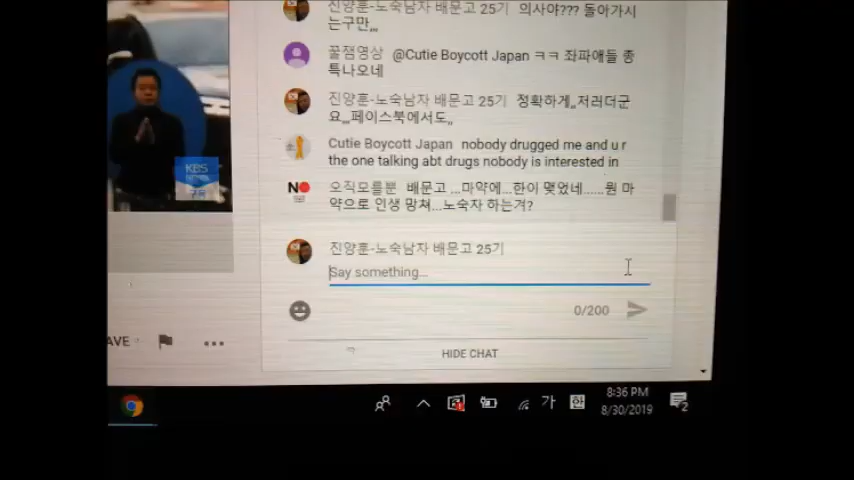 진양훈-노숙남자 배문고 25기 의사야??? 돌아가시
는구만,,,
꿀잼영상 @Cutie Boycott Japan ㅋㅋ 좌파애들 종
특나오네
진양훈-노숙남자 배문고 25기 정확하게,,저러더군
요,,,페이스북에서도,,
Cutie Boycott Japan nobody drugged me and u r
the one talking abt drugs nobody is interested in
오직모를뿐 배문고 ...마약에...한이 맺었네......뭔 마
약으로 인생 망쳐...노숙자 하는겨?
진양훈-노숙남자 배문고 25기
Say something...
0/200
HIDE CHAT
KBS
구독
AVE
NO
가
한
8:36 PM
8/30/2019
2